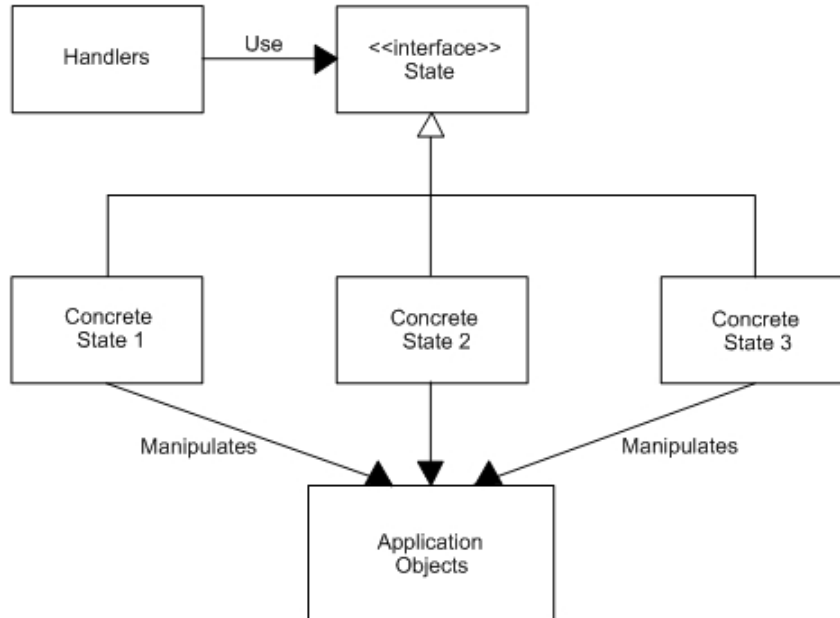 Handlers
Use
<<interface>>
State
Concrete
State 1
Concrete
State 2
Concrete
State 3
Manipulates
Manipulates
Application
Objects